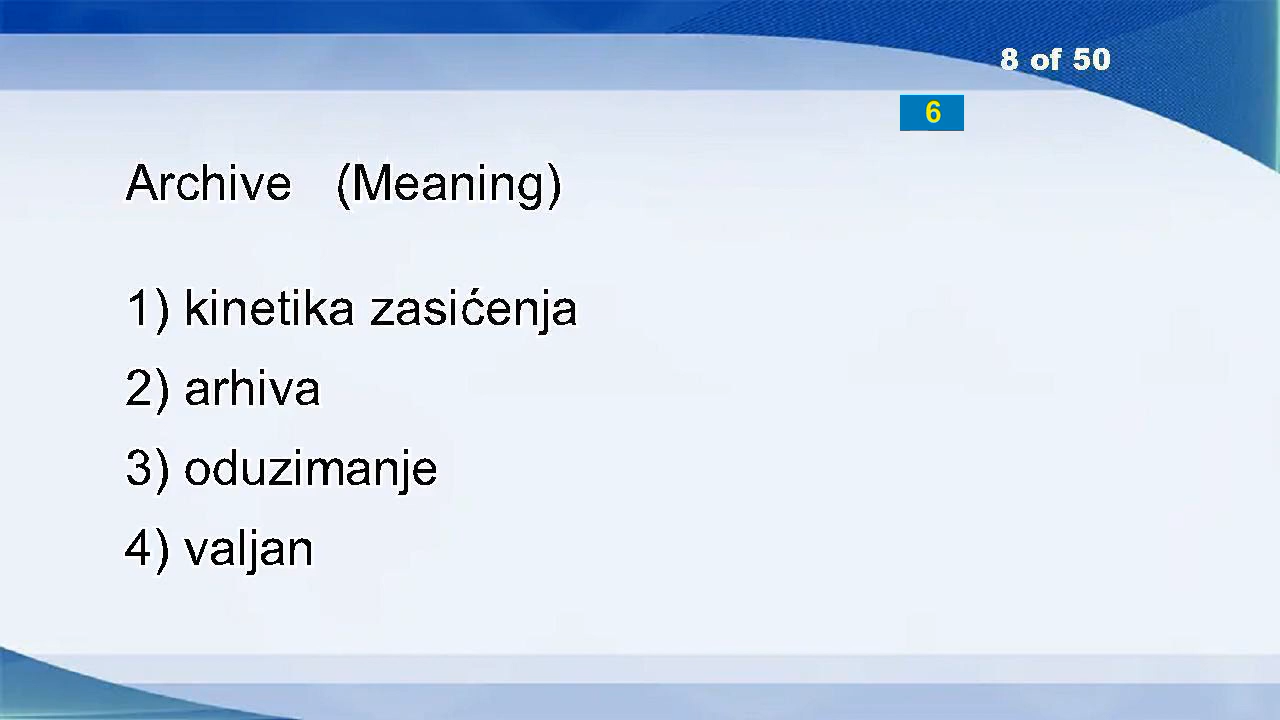 8 of 50
6
Archive (Meaning)
1) kinetika zasićenja
2) arhiva
3) oduzimanje
4) valjan